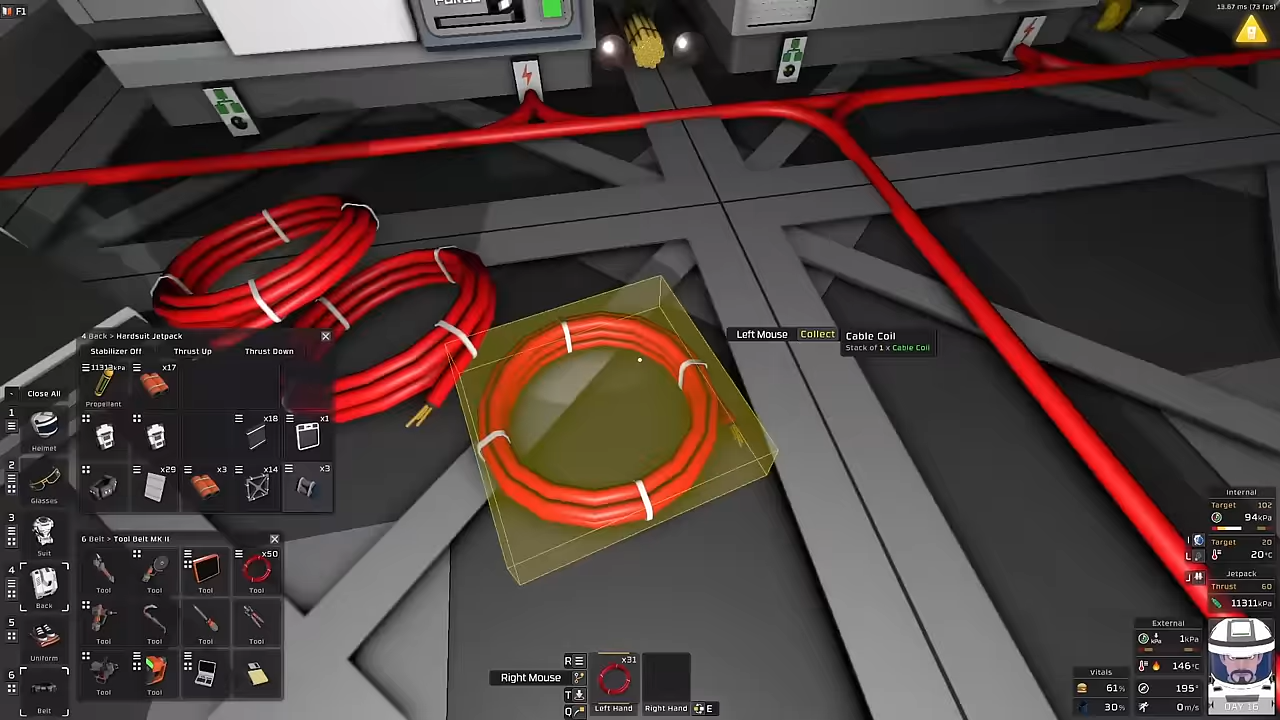 F1
13.67 ms (73 fps)
Left Mouse
Collect
Cable Coil
Stack of 1 x Cable Coil
4 Back > Hardsuit Jetpack
Stabilizer Off
Thrust Up
Thrust Down
11313kPa
x17
Propellant
x18
x1
x29
x3
x14
x3
Close All
1
Helmet
2
Glasses
3
Suit
4
Back
5
Uniform
6
Belt
6 Belt > Tool Belt MK II
x50
Tool
Tool
Tool
Tool
Tool
Tool
Tool
Tool
Tool
Tool
Right Mouse
R
T
Q
x31
Left Hand
Right Hand
E
Internal
Target 102
94kPa
Target 20
20°C
Jetpack
Thrust 60
11311kPa
L
J
External
1kPa
146°C
195°
0m/s
Vitals
61%
30%
DAY 16